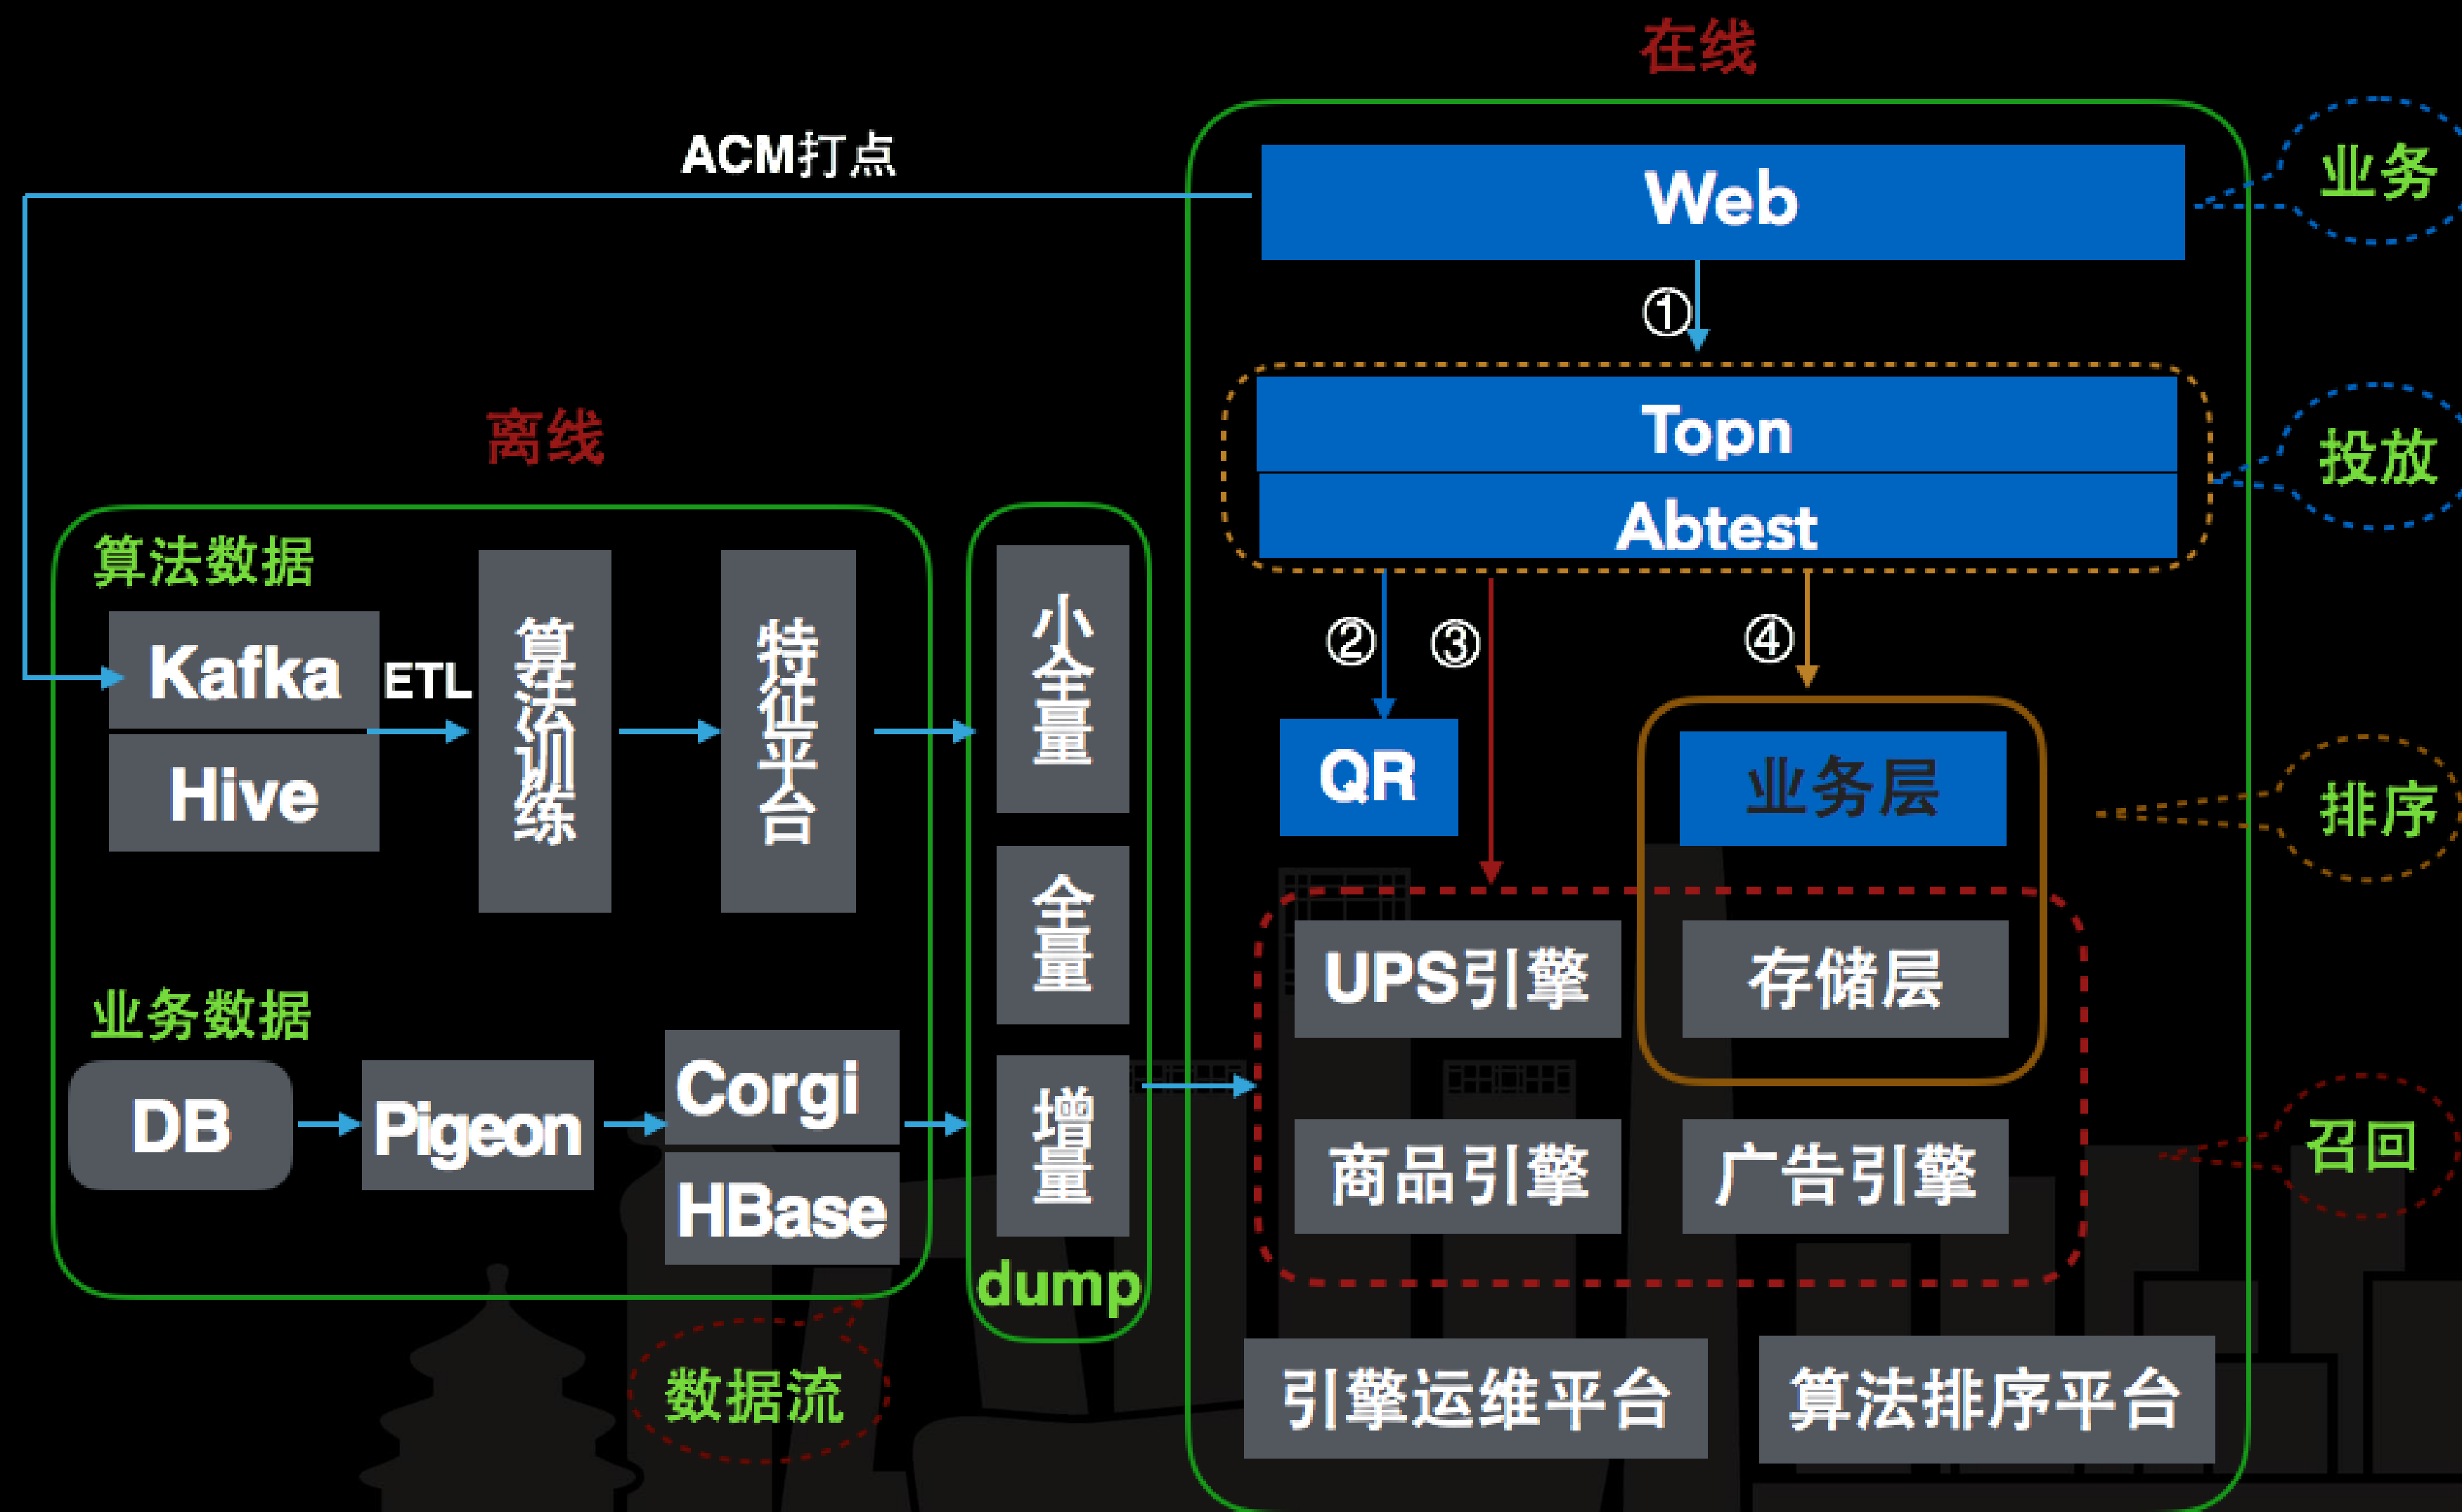 在线
ACM打点
Web
业务
①
离线
Topn
Abtest
投放
算法数据
Kafka
ETL
Hive
算法训练
特征平台
小全量
全量
增量
dump
②
③
④
QR
业务层
排序
UPS引擎
存储层
商品引擎
广告引擎
召回
业务数据
DB
Pigeon
Corgi
HBase
数据流
引擎运维平台
算法排序平台